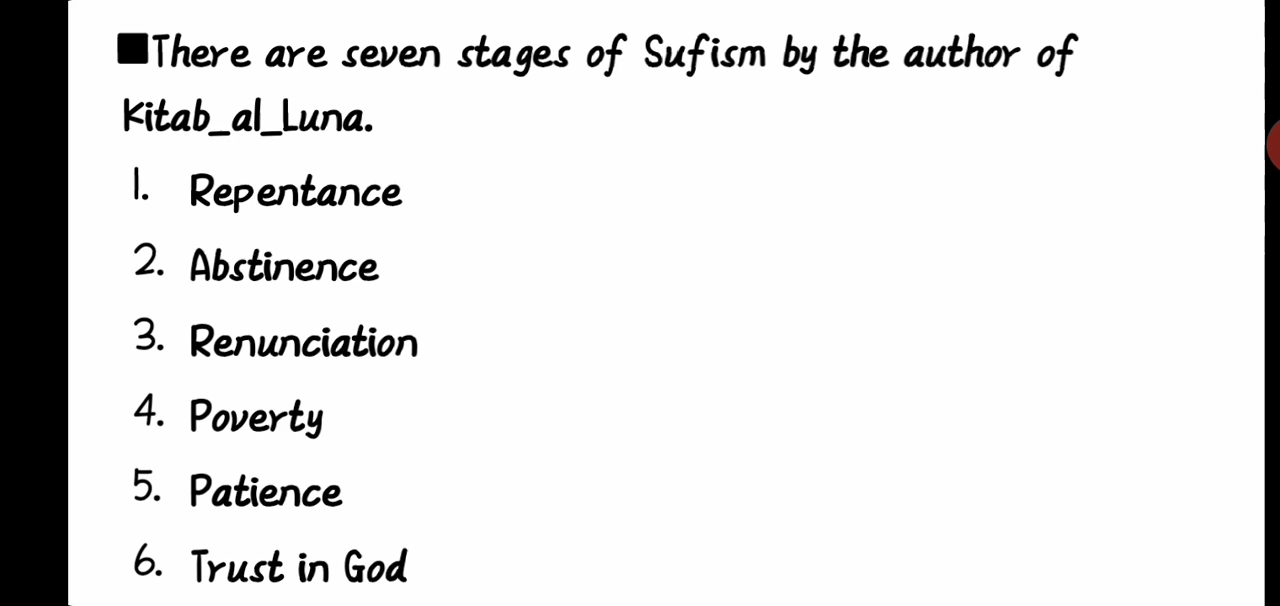 ■There are seven stages of Sufism by the author of
Kitab_al_Luna.
1. Repentance
2. Abstinence
3. Renunciation
4. Poverty
5. Patience
6. Trust in God